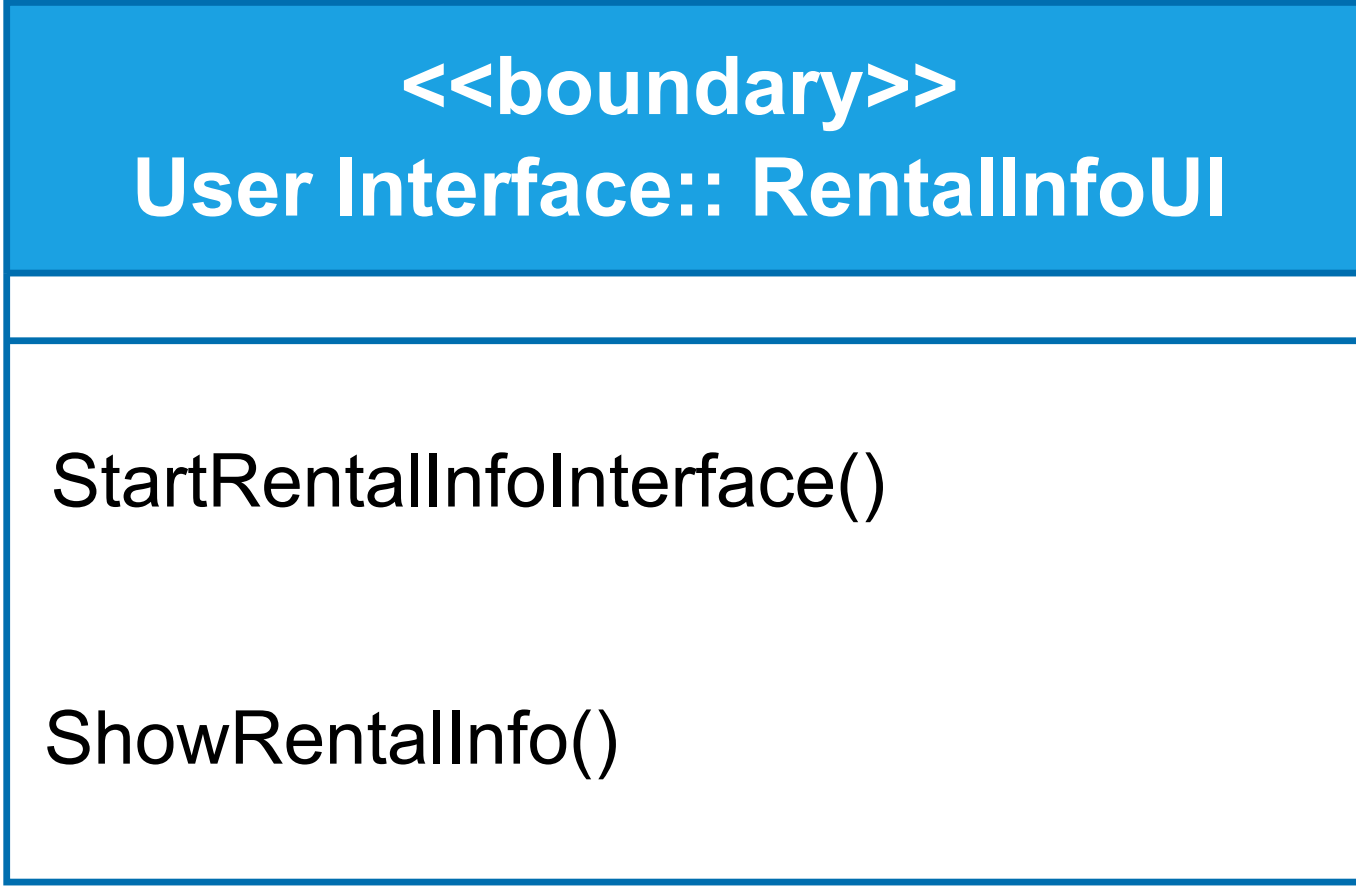 <<boundary>>
User Interface:: RentalInfoUI
StartRentalInfoInterface()
ShowRentalInfo()